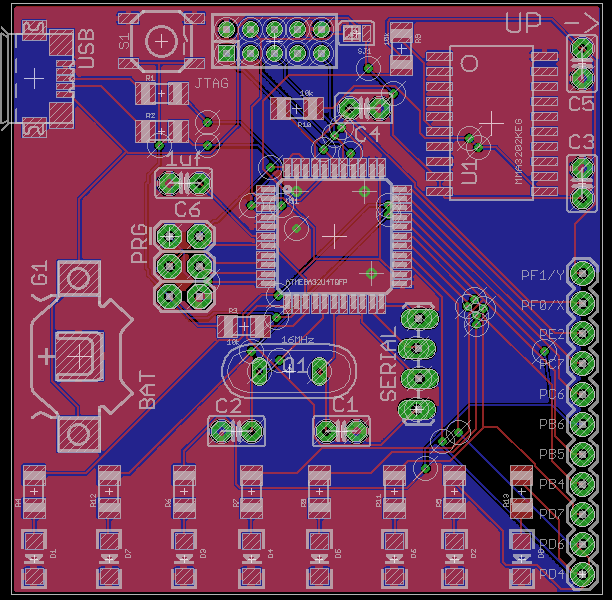 USB
S1
JTAG
SJ1
R9
UP
V
C5
R1
R2
10k
R10
C4
C3
1uf
C6
U1
MMA3202KEG
PRG
ATMEGA32U4TQFP
G1
BAT
R3
10k
16MHz
Q1
SERIAL
C2
C1
PF1/Y
PF0/X
PE2
PC7
PC6
PB6
PB5
PB4
PD7
PD6
PD4
R4
R12
R6
R7
R8
R11
R5
R13
D1
D7
D3
D4
D5
D6
D2